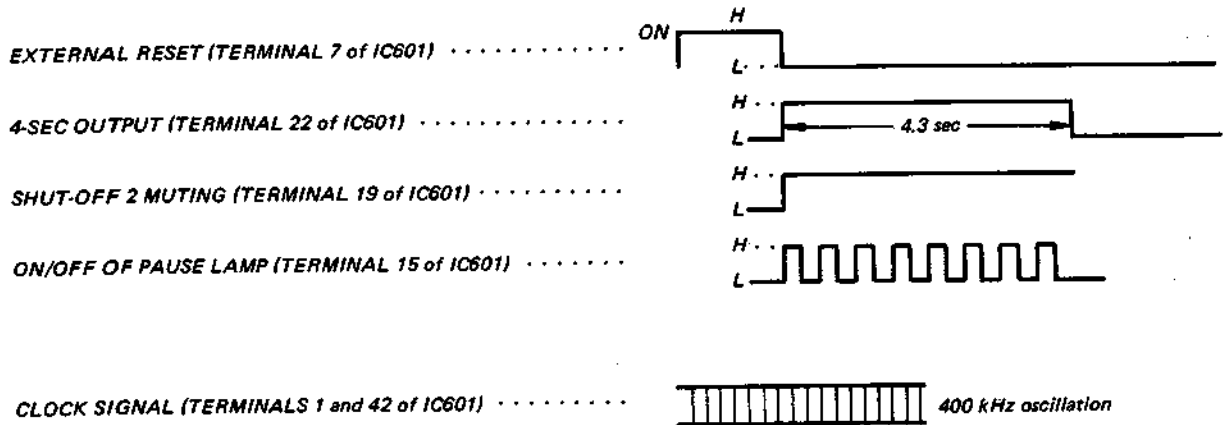 H
ON
EXTERNAL RESET (TERMINAL 7 of IC601) · · · · · · · · · · · · ·
L · · ·
H · ·
4-SEC OUTPUT (TERMINAL 22 of IC601) · · · · · · · · · · · · · ·
4.3 sec
L
H · ·
SHUT-OFF 2 MUTING (TERMINAL 19 of IC601) · · · · · · · · · ·
L
H · ·
ON/OFF OF PAUSE LAMP (TERMINAL 15 of IC601) · · · · · · ·
L
CLOCK SIGNAL (TERMINALS 1 and 42 of IC601) · · · · · · · · · 400 kHz oscillation